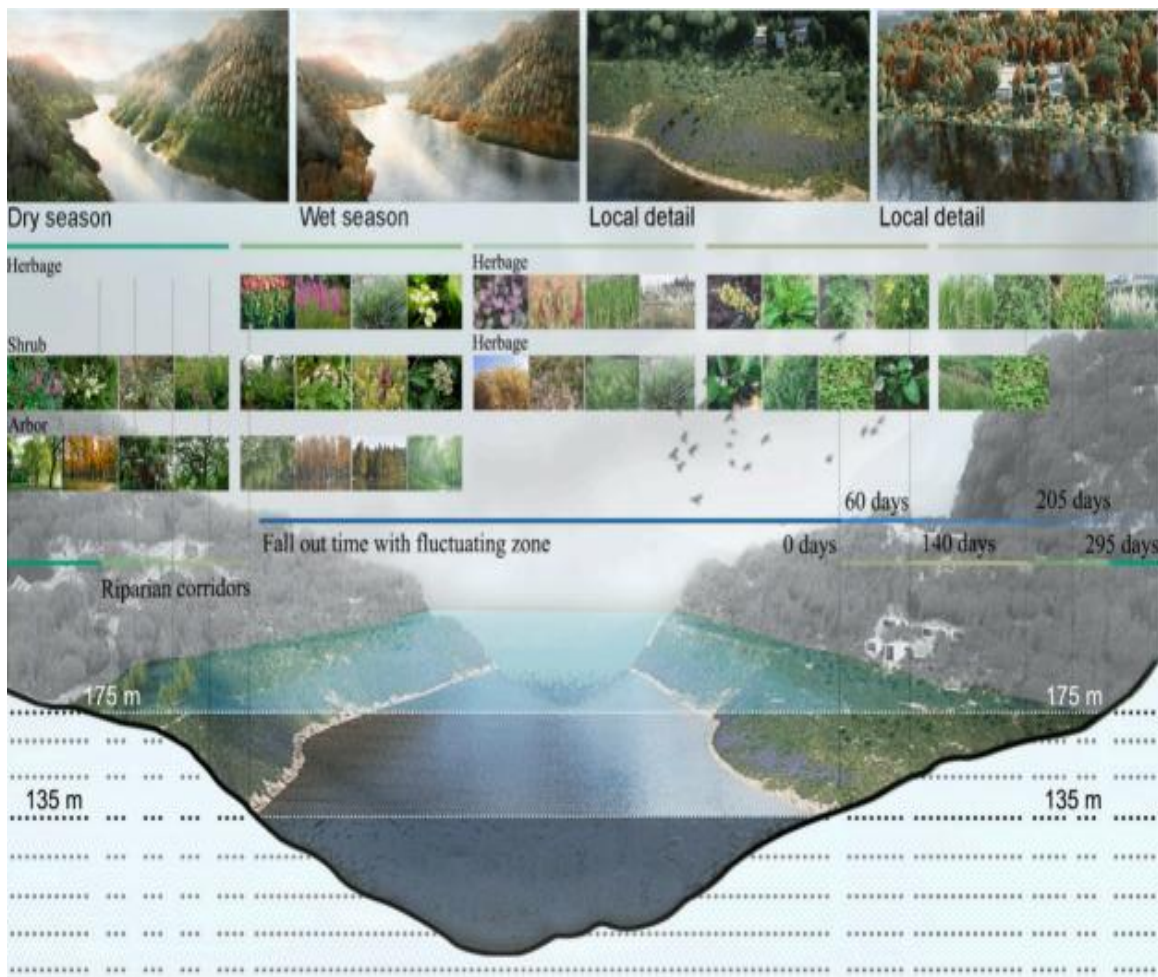 Dry season
Wet season
Local detail
Local detail
Herbage
Herbage
Shrub
Herbage
Arbor
60 days
205 days
Fall out time with fluctuating zone
0 days
140 days
295 days
Riparian corridors
175 m
175 m
135 m
135 m